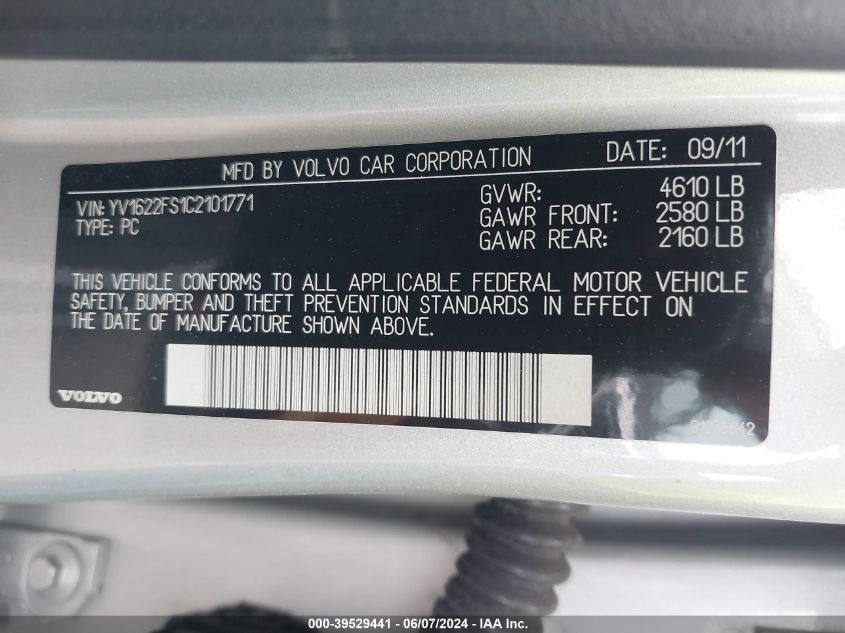 MFD BY VOLVO CAR CORPORATION DATE: 09/11
VIN: YV1622FS1C2101771 GVWR: 4610 LB
TYPE: PC GAWR FRONT: 2580 LB
GAWR REAR: 2160 LB
THIS VEHICLE CONFORMS TO ALL APPLICABLE FEDERAL MOTOR VEHICLE
SAFETY, BUMPER AND THEFT PREVENTION STANDARDS IN EFFECT ON
THE DATE OF MANUFACTURE SHOWN ABOVE.
VOLVO
000-39529441 - 06/07/2024 - IAA Inc.